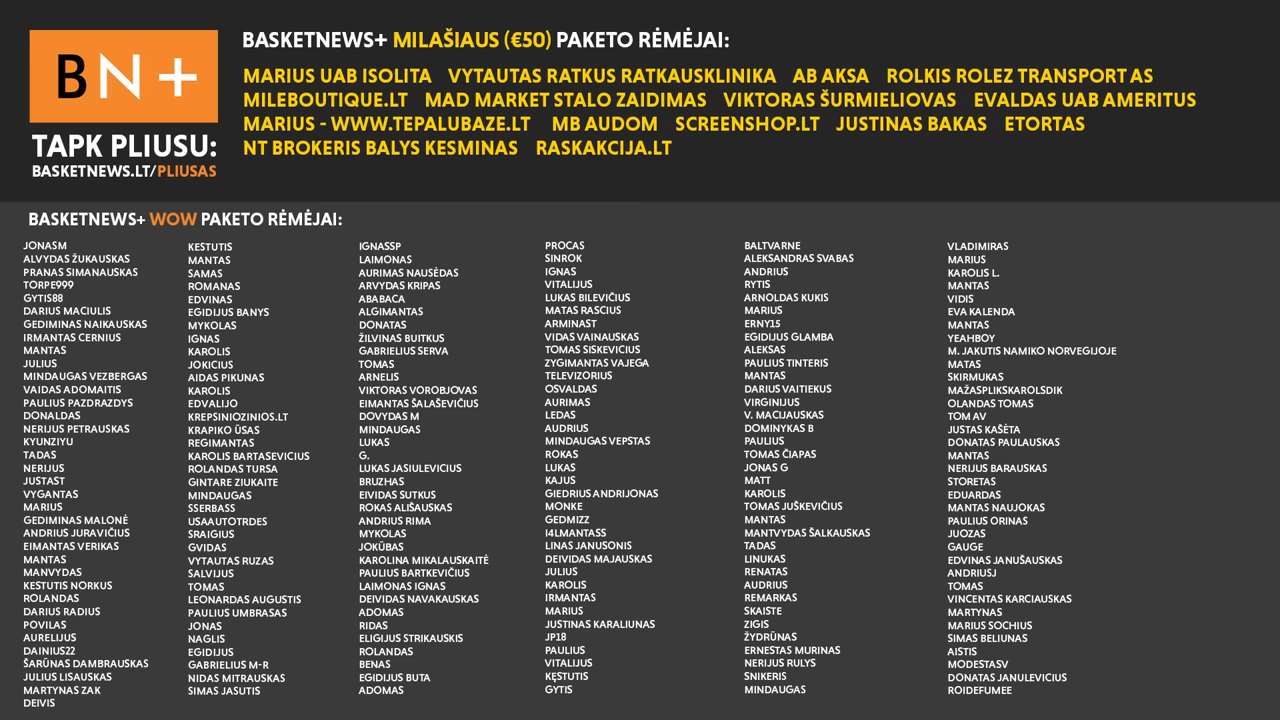 BN+
TAPK PLIUSU:
BASKETNEWS.LT/PLIUSAS
BASKETNEWS+ MILAŠIAUS (€50) PAKETO RĖMĖJAI:
MARIUS UAB ISOLITA VYTAUTAS RATKUS RATKAUSKLINIKA AB AKSA ROLKIS ROLEZ TRANSPORT AS
MILEBOUTIQUE.LT MAD MARKET STALO ZAIDIMAS VIKTORAS ŠURMIELIOVAS EVALDAS UAB AMERITUS
MARIUS - WWW.TEPALUBAZE.LT MB AUDOM SCREENSHOP.LT JUSTINAS BAKAS ETORTAS
NT BROKERIS BALYS KESMINAS RASKAKCIJA.LT
BASKETNEWS+ WOW PAKETO RĖMĖJAI:
JONASM
ALVYDAS ŽUKAUSKAS
PRANAS SIMANAUSKAS
TORPE999
GYTIS88
DARIUS MACIULIS
GEDIMINAS NAIKAUSKAS
IRMANTAS CERNIUS
MANTAS
JULIUS
MINDAUGAS VEZBERGAS
VAIDAS ADOMAITIS
PAULIUS PAZDRAZDYS
DONALDAS
NERIJUS PETRAUSKAS
KYUNZIYU
TADAS
NERIJUS
JUSTAST
VYGANTAS
MARIUS
GEDIMINAS MALONĖ
ANDRIUS JURAVIČIUS
EIMANTAS VERIKAS
MANTAS
MANVYDAS
KESTUTIS NORKUS
ROLANDAS
DARIUS RADIUS
POVILAS
AURELIJUS
DAINIUS22
ŠARŪNAS DAMBRAUSKAS
JULIUS LISAUSKAS
MARTYNAS ZAK
DEIVIS
KESTUTIS
MANTAS
SAMAS
ROMANAS
EDVINAS
EGIDIJUS BANYS
MYKOLAS
IGNAS
KAROLIS
JOKICIUS
AIDAS PIKUNAS
KAROLIS
EDVALIJO
KREPSINIOZINIOS.LT
KRAPIKO ŪSAS
REGIMANTAS
KAROLIS BARTASEVICIUS
ROLANDAS TURSA
GINTARE ZIUKAITE
MINDAUGAS
SSERBASS
USAAUTOTRDES
SRAIGIUS
GVIDAS
VYTAUTAS RUZAS
SALVIJUS
TOMAS
LEONARDAS AUGUSTIS
PAULIUS UMBRASAS
JONAS
NAGLIS
EGIDIJUS
GABRIELIUS M-R
NIDAS MITRAUSKAS
SIMAS JASUTIS
IGNASSP
LAIMONAS
AURIMAS NAUSĖDAS
ARVYDAS KRIPAS
ABABACA
ALGIMANTAS
DONATAS
ŽILVINAS BUITKUS
GABRIELIUS SERVA
TOMAS
ARNELIS
VIKTORAS VOROBJOVAS
EIMANTAS ŠALAŠEVIČIUS
DOVYDAS M
MINDAUGAS
LUKAS
G.
LUKAS JASIULEVICIUS
BRUZHAS
EIVIDAS SUTKUS
ROKAS ALIŠAUSKAS
ANDRIUS RIMA
MYKOLAS
JOKŪBAS
KAROLINA MIKALAUSKAITĖ
PAULIUS BARTKEVIČIUS
LAIMONAS IGNAS
DEIVIDAS NAVAKAUSKAS
ADOMAS
RIDAS
ELIGIJUS STRIKAUSKIS
ROLANDAS
BENAS
EGIDIJUS BUTA
ADOMAS
PROCAS
SINROK
IGNAS
VITALIJUS
LUKAS BILEVIČIUS
MATAS RASCIUS
ARMINAST
VIDAS VAINAUSKAS
TOMAS SISKEVICIUS
ZYGIMANTAS VAJEGA
TELEVIZORIUS
OSVALDAS
AURIMAS
LEDAS
AUDRIUS
MINDAUGAS VEPSTAS
ROKAS
LUKAS
KAJUS
GIEDRIUS ANDRIJONAS
MONKE
GEDMIZZ
I4LMANTASS
LINAS JANUSONIS
DEIVIDAS MAJAUSKAS
JULIUS
KAROLIS
IRMANTAS
MARIUS
JUSTINAS KARALIUNAS
JP18
PAULIUS
VITALIJUS
KĘSTUTIS
GYTIS
BALTVARNE
ALEKSANDRAS SVABAS
ANDRIUS
RYTIS
ARNOLDAS KUKIS
MARIUS
ERNY15
EGIDIJUS GLAMBA
ALEKSAS
PAULIUS TINTERIS
MANTAS
DARIUS VAITIEKUS
VIRGINIJUS
V. MACIJAUSKAS
DOMINYKAS B
PAULIUS
TOMAS ČIAPAS
JONAS G
MATT
KAROLIS
TOMAS JUŠKEVIČIUS
MANTAS
MANTVYDAS ŠALKAUSKAS
TADAS
LINUKAS
RENATAS
AUDRIUS
REMARKAS
SKAISTE
ZIGIS
ŽYDRŪNAS
ERNESTAS MURINAS
NERIJUS RULYS
SNIKERIS
MINDAUGAS
VLADIMIRAS
MARIUS
KAROLIS L.
MANTAS
VIDIS
EVA KALENDA
MANTAS
YEAHBOY
M. JAKUTIS NAMIKO NORVEGIJOJE
MATAS
SKIRMUKAS
MAŽASPLIKSKAROLSDIK
OLANDAS TOMAS
TOM AV
JUSTAS KAŠĖTA
DONATAS PAULAUSKAS
MANTAS
NERIJUS BARAUSKAS
STORETAS
EDUARDAS
MANTAS NAUJOKAS
PAULIUS ORINAS
JUOZAS
GAUGE
EDVINAS JANUŠAUSKAS
ANDRIUSJ
TOMAS
VINCENTAS KARCIAUSKAS
MARTYNAS
MARIUS SOCHIUS
SIMAS BELIUNAS
AISTIS
MODESTASV
DONATAS JANULEVICIUS
ROIDEFUMEE